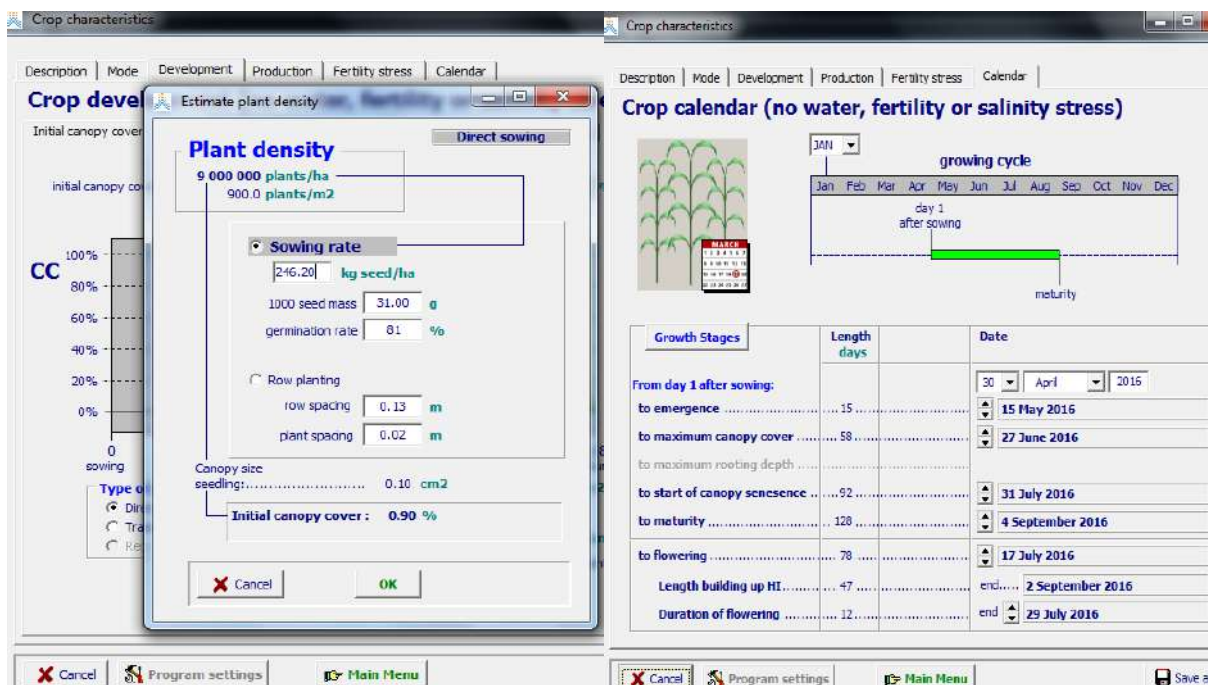 Crop characteristics
Description Mode Development Production Fertility stress Calendar
Crop devel
Initial canopy cover
initial canopy co
100%
CC
80%
60%
40%
20%
0%
0
sowing
Type o
Dir
Tra
Re
Estimate plant density
Direct sowing
Plant density
9 000 000 plants/ha
900.0 plants/m2
Sowing rate
246.20 kg seed/ha
1000 seed mass 31.00 g
germination rate 81 %
Row planting
row spacing 0.13 m
plant spacing 0.02 m
Canopy size
seedling:........................ 0.10 cm2
Initial canopy cover : 0.90 %
Cancel OK
Cancel Program settings Main Menu
Crop characteristics
Description Mode Development Production Fertility stress Calendar
Crop calendar (no water, fertility or salinity stress)
JAN
growing cycle
Jan Feb Mar Apr May Jun Jul Aug Sep Oct Nov Dec
day 1
after sowing
maturity
MARCH
Growth Stages Length Date
days
From day 1 after sowing: 30 April 2016
to emergence 15 15 May 2016
to maximum canopy cover 58 27 June 2016
to maximum rooting depth
to start of canopy senesence 92 31 July 2016
to maturity 128 4 September 2016
to flowering 78 17 July 2016
Length building up HI 47 end..... 2 September 2016
Duration of flowering 12 end 29 July 2016
Cancel Program settings Main Menu Save a